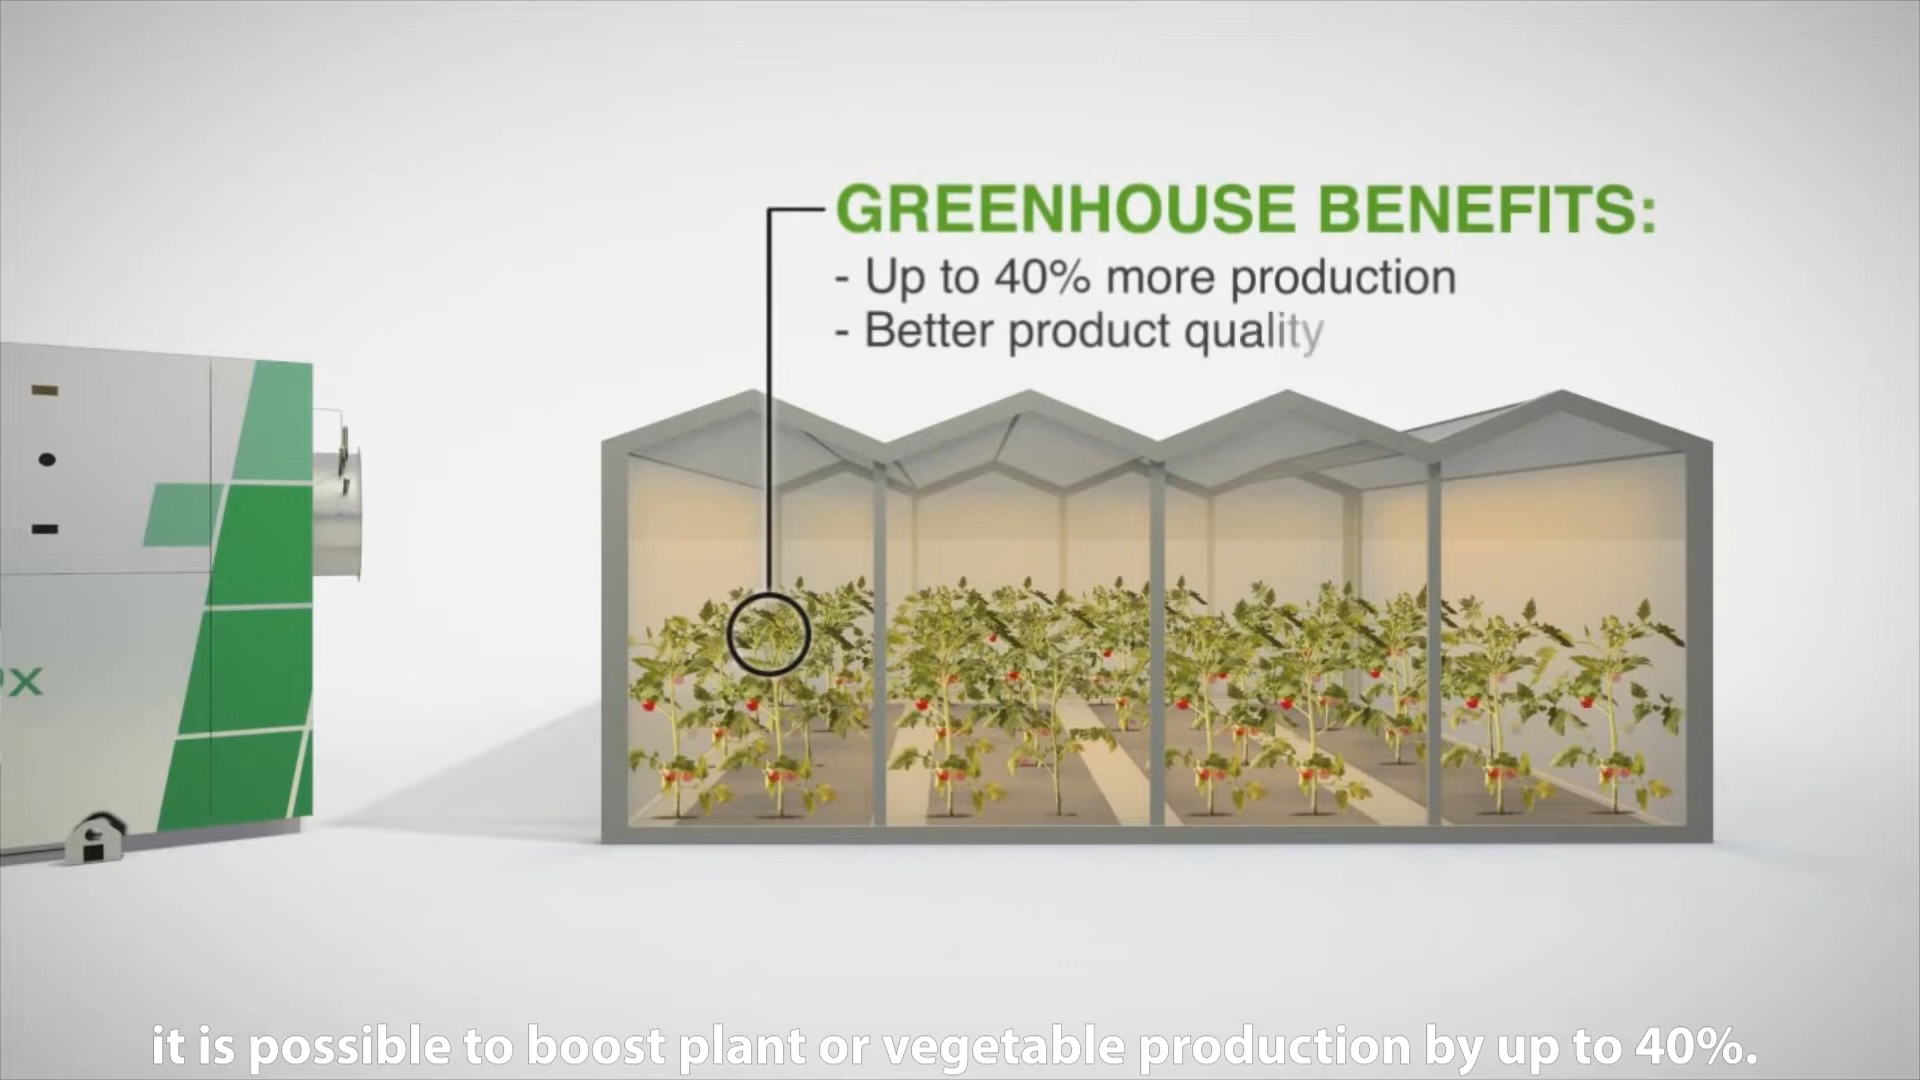 GREENHOUSE BENEFITS:
- Up to 40% more production
- Better product quality
it is possible to boost plant or vegetable production by up to 40%.